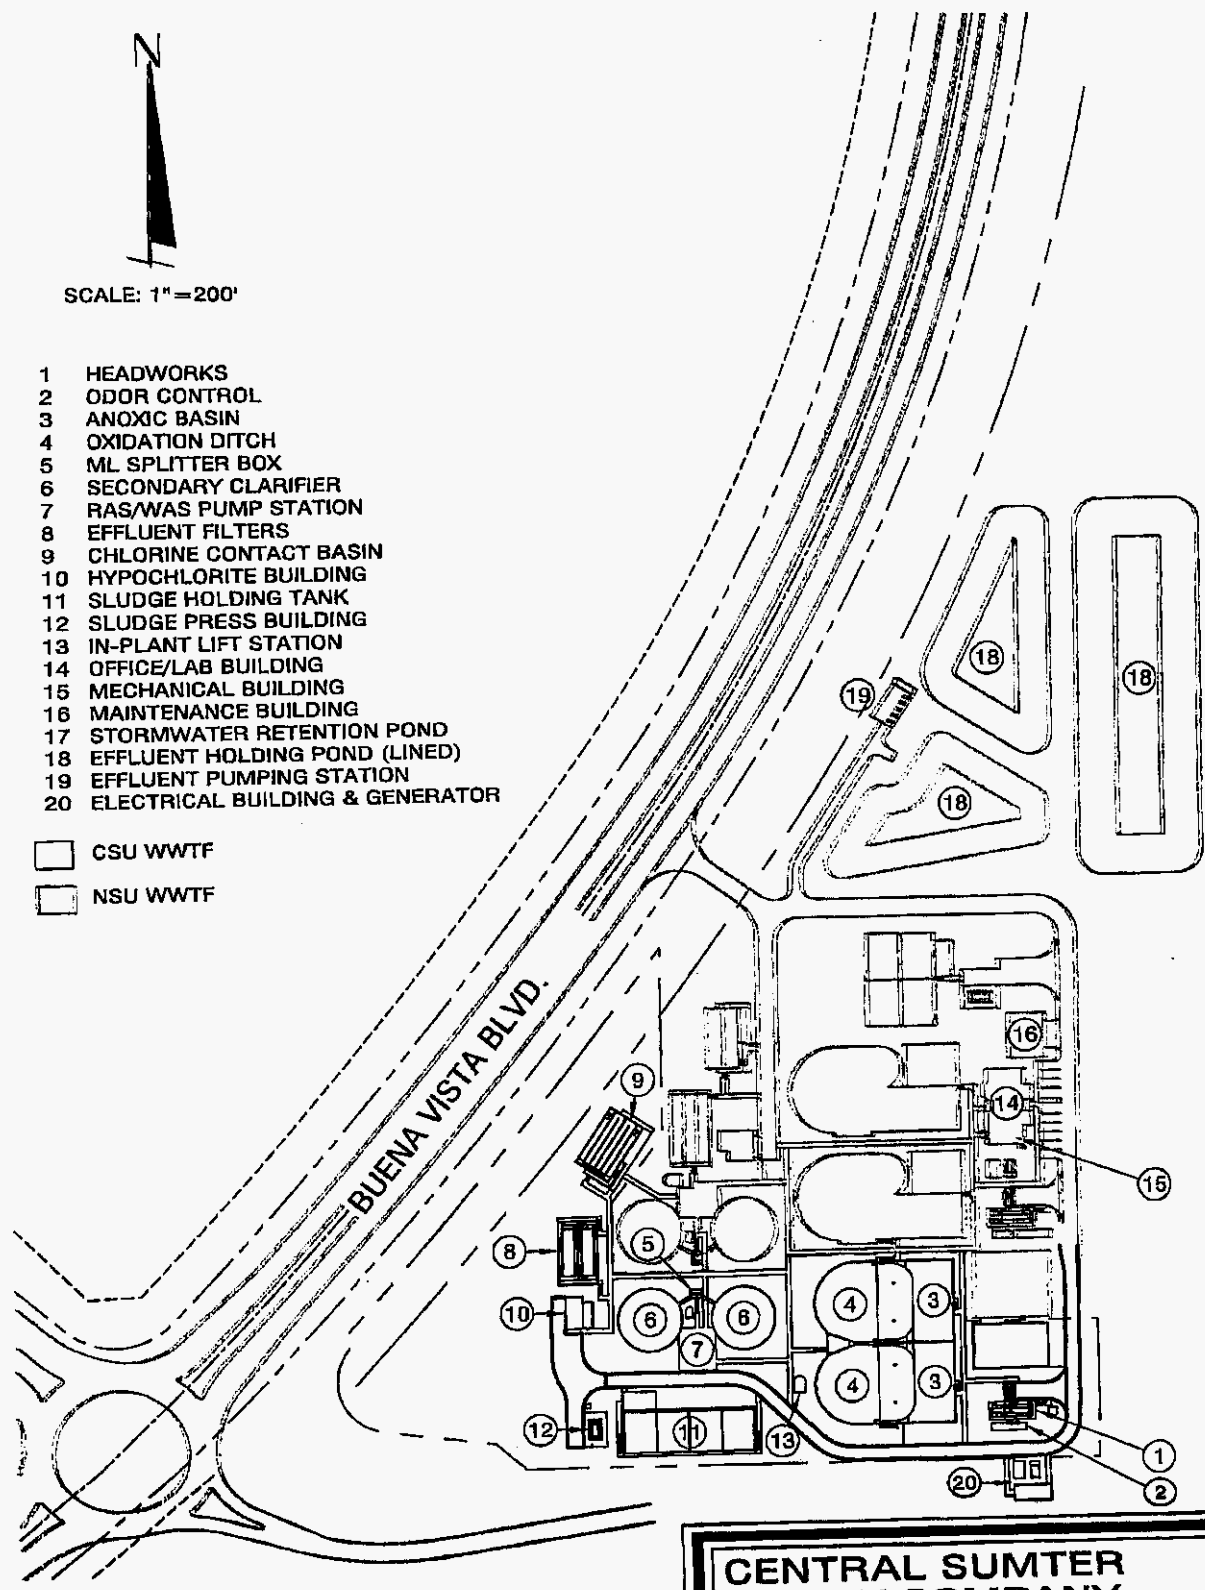 N
SCALE: 1"=200'
1 HEADWORKS
2 ODOR CONTROL
3 ANOXIC BASIN
4 OXIDATION DITCH
5 ML SPLITTER BOX
6 SECONDARY CLARIFIER
7 RAS/WAS PUMP STATION
8 EFFLUENT FILTERS
9 CHLORINE CONTACT BASIN
10 HYPOCHLORITE BUILDING
11 SLUDGE HOLDING TANK
12 SLUDGE PRESS BUILDING
13 IN-PLANT LIFT STATION
14 OFFICE/LAB BUILDING
15 MECHANICAL BUILDING
16 MAINTENANCE BUILDING
17 STORMWATER RETENTION POND
18 EFFLUENT HOLDING POND (LINED)
19 EFFLUENT PUMPING STATION
20 ELECTRICAL BUILDING & GENERATOR
CSU WWTF
NSU WWTF
BUENA VISTA BLVD.
18
18
19
18
16
9
14
15
5
8
10
6
6
4
3
7
4
3
12
11
13
1
20
2
CENTRAL SUMTER